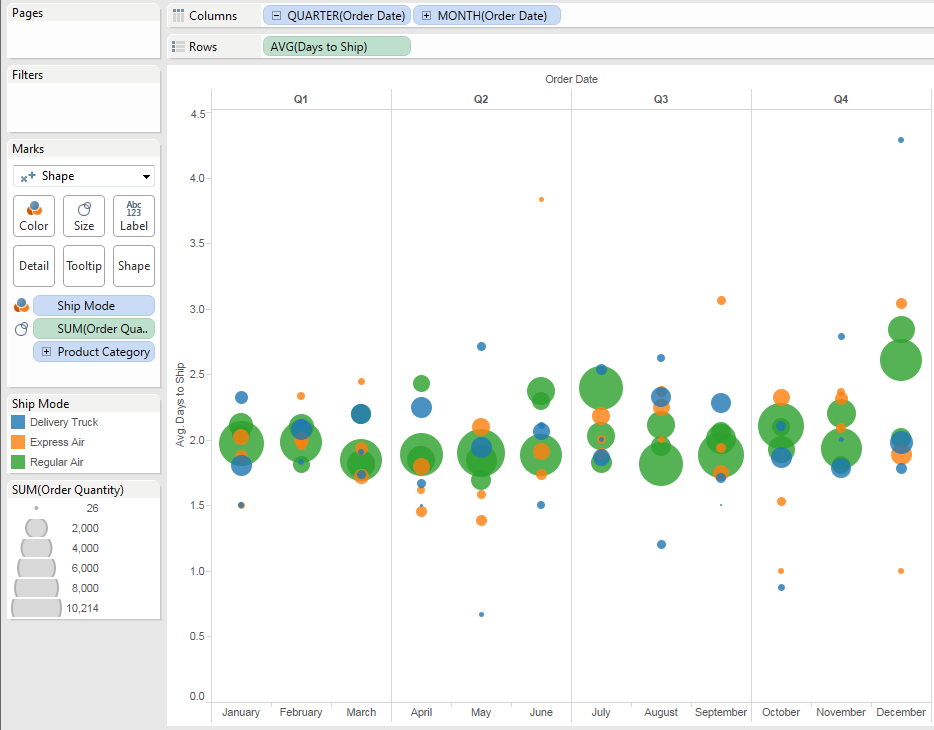 Pages
Columns
QUARTER(Order Date)
MONTH(Order Date)
Rows
AVG(Days to Ship)
Filters
Marks
Shape
Color
Size
Abc
123
Label
Detail
Tooltip
Shape
Ship Mode
SUM(Order Qua..
Product Category
Ship Mode
Delivery Truck
Express Air
Regular Air
SUM(Order Quantity)
26
2,000
4,000
6,000
8,000
10,214
Order Date
Q1
Q2
Q3
Q4
Avg. Days to Ship
4.5
4.0
3.5
3.0
2.5
2.0
1.5
1.0
0.5
0.0
January
February
March
April
May
June
July
August
September
October
November
December